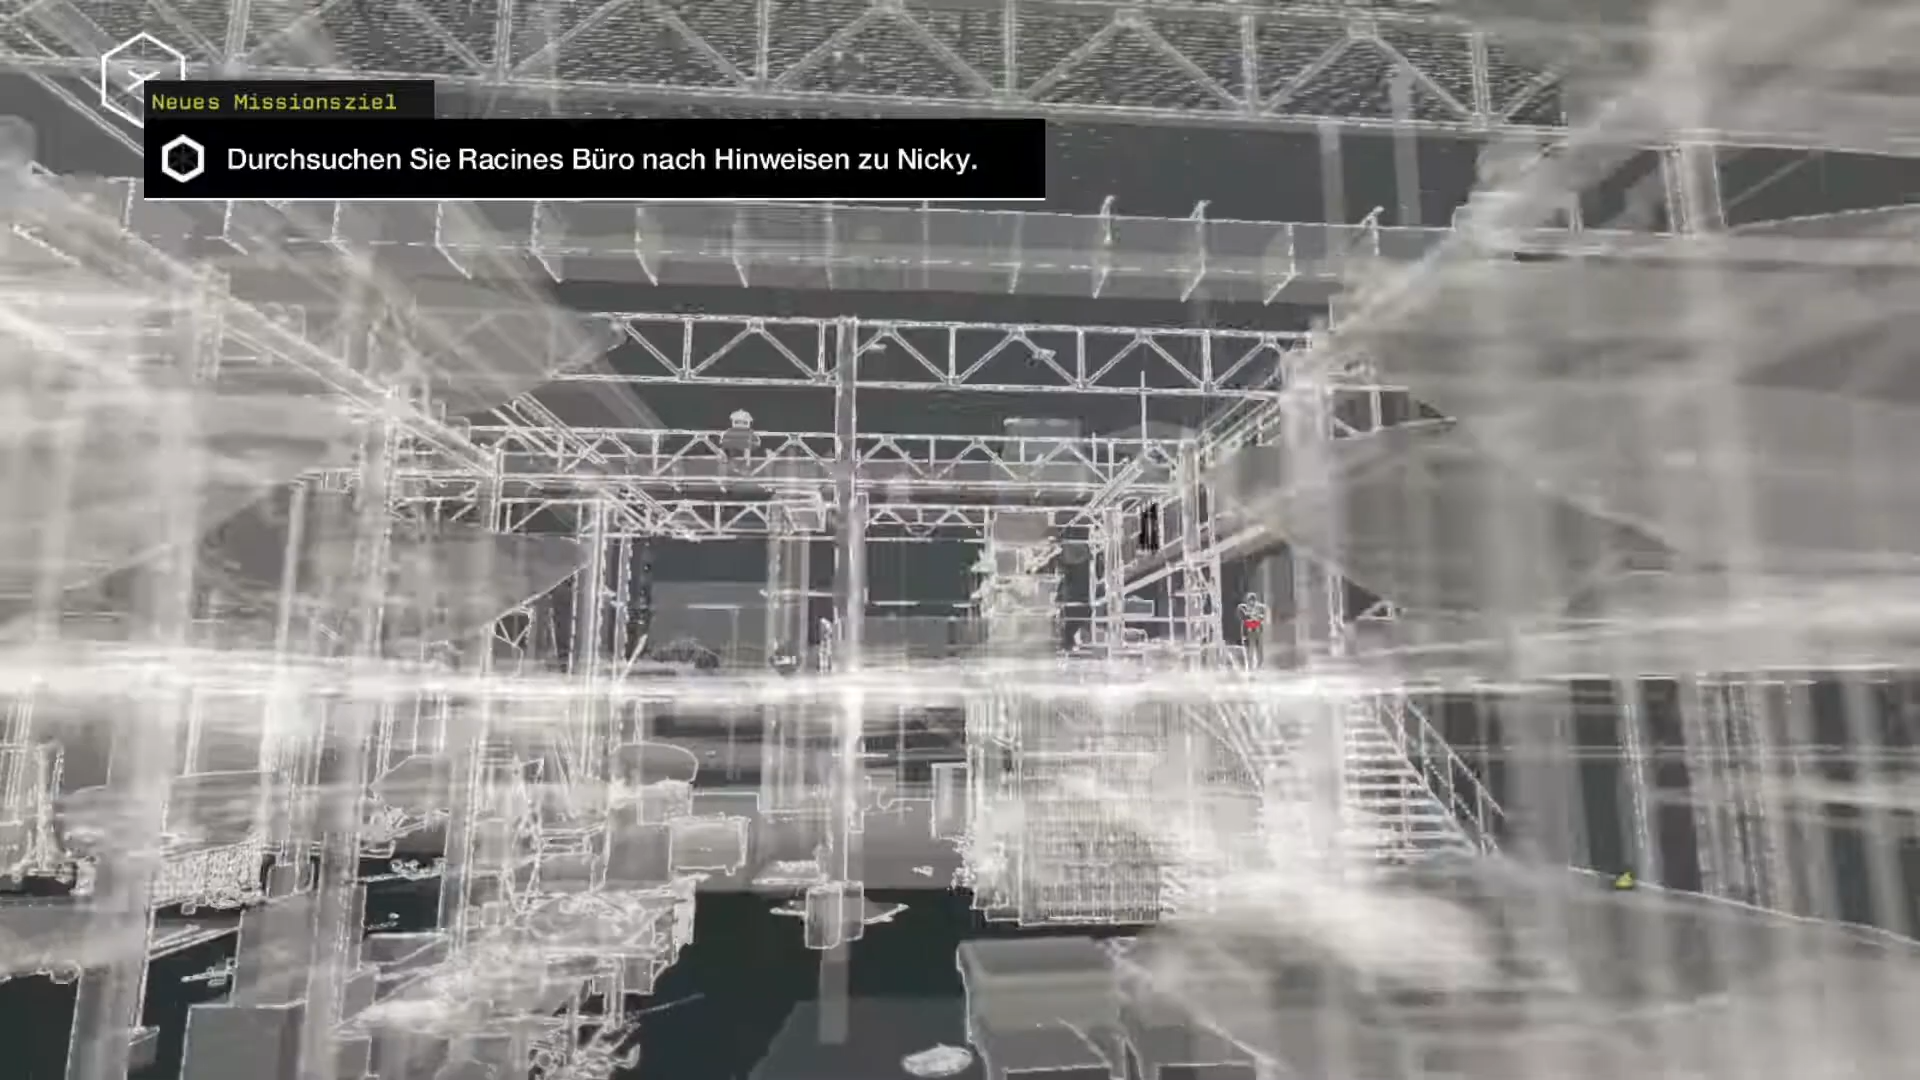 Neues Missionsziel
Durchsuchen Sie Racines Büro nach Hinweisen zu Nicky.